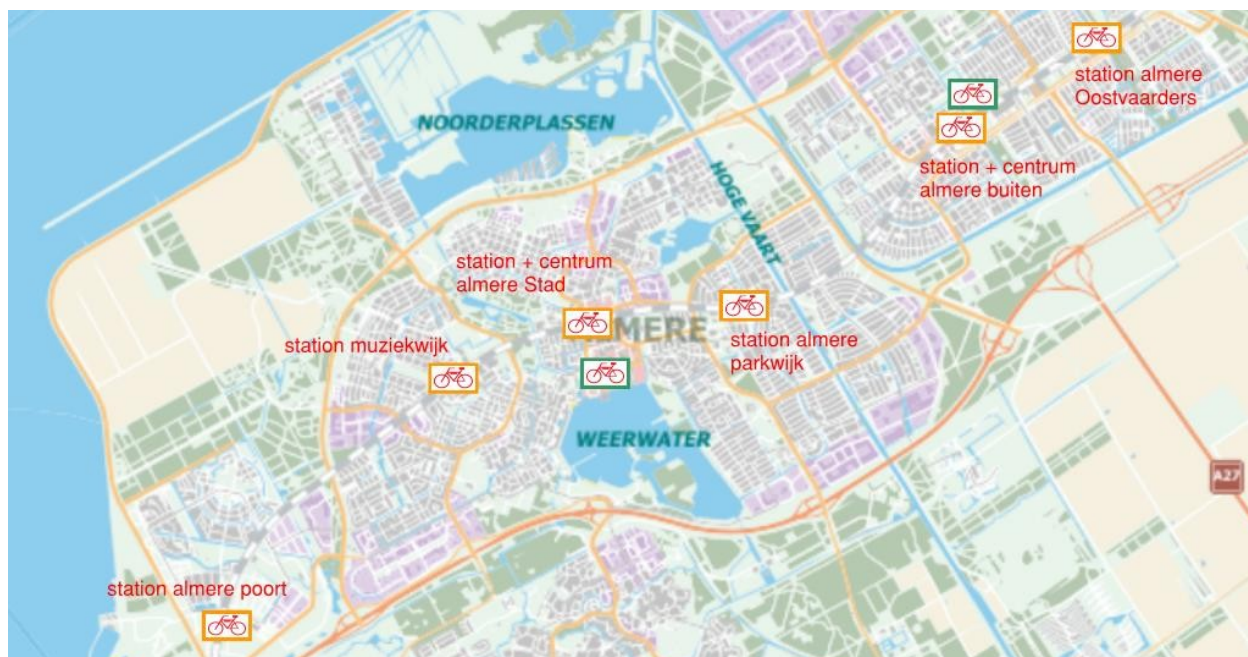 station almere
Oostvaarders
NOORDERPLASSEN
station + centrum
almere buiten
HOGE VAART
station + centrum
almere Stad
station muziekwijk
station almere
parkwijk
WEERWATER
A27
station almere poort